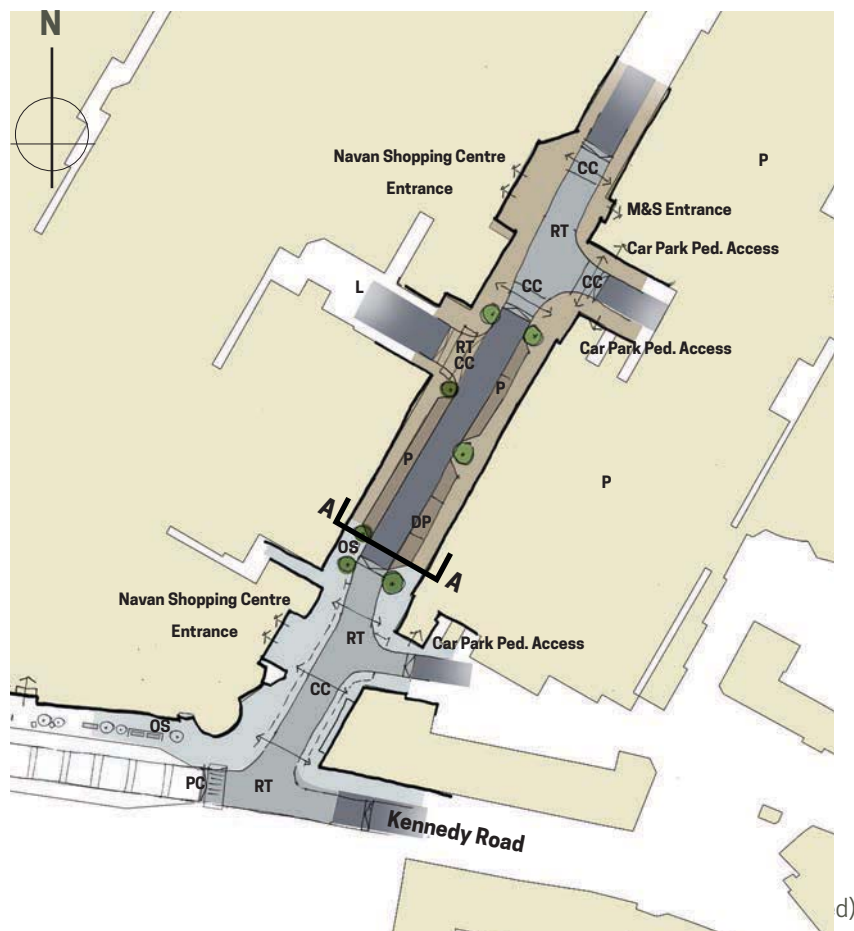 N
Navan Shopping Centre
Entrance
CC
P
M&S Entrance
RT
Car Park Ped. Access
CC
CC
L
Car Park Ped. Access
RT
CC
P
P
P
A
DP
OS
A
Navan Shopping Centre
Entrance
RT
Car Park Ped. Access
CC
OS
PC
RT
Kennedy Road
d)